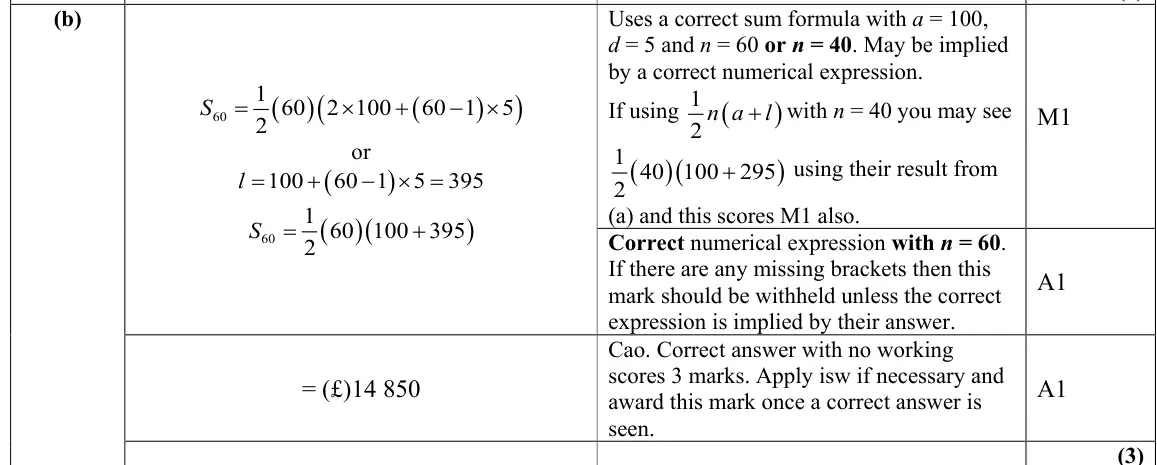 (b)
S₆₀ = 1/2 (60)(2×100+(60−1)×5)
or
l = 100+(60−1)×5 = 395
S₆₀ = 1/2 (60)(100+395)
Uses a correct sum formula with a = 100,
d = 5 and n = 60 or n = 40. May be implied
by a correct numerical expression.
If using 1/2 n(a+l) with n = 40 you may see
1/2 (40)(100+295) using their result from
(a) and this scores M1 also.
M1
Correct numerical expression with n = 60.
If there are any missing brackets then this
mark should be withheld unless the correct
expression is implied by their answer.
A1
= (£)14 850
Cao. Correct answer with no working
scores 3 marks. Apply isw if necessary and
award this mark once a correct answer is
seen.
A1
(3)